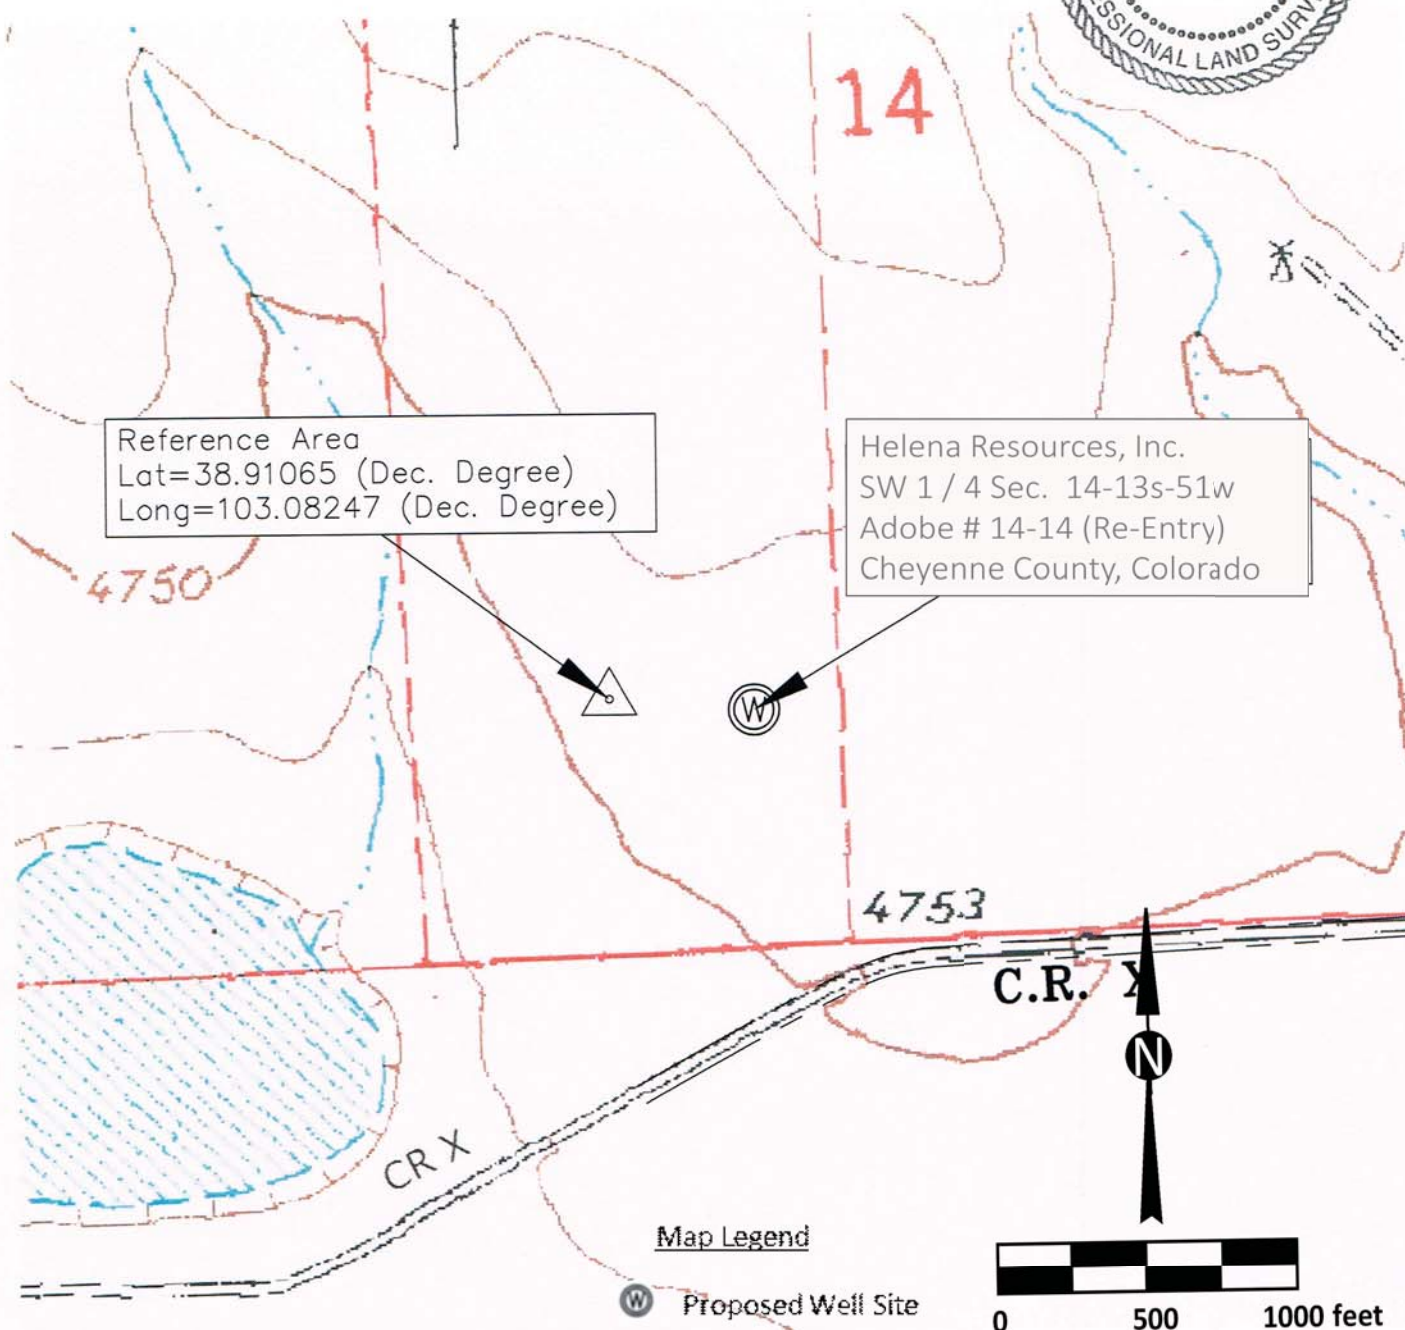 ESSIONAL LAND SURV
14
Reference Area
Lat=38.91065 (Dec. Degree)
Long=103.08247 (Dec. Degree)
Helena Resources, Inc.
SW 1 / 4 Sec. 14-13s-51w
Adobe # 14-14 (Re-Entry)
Cheyenne County, Colorado
4750
W
4753
C.R. X
N
CR X
Map Legend
W Proposed Well Site
0 500 1000 feet